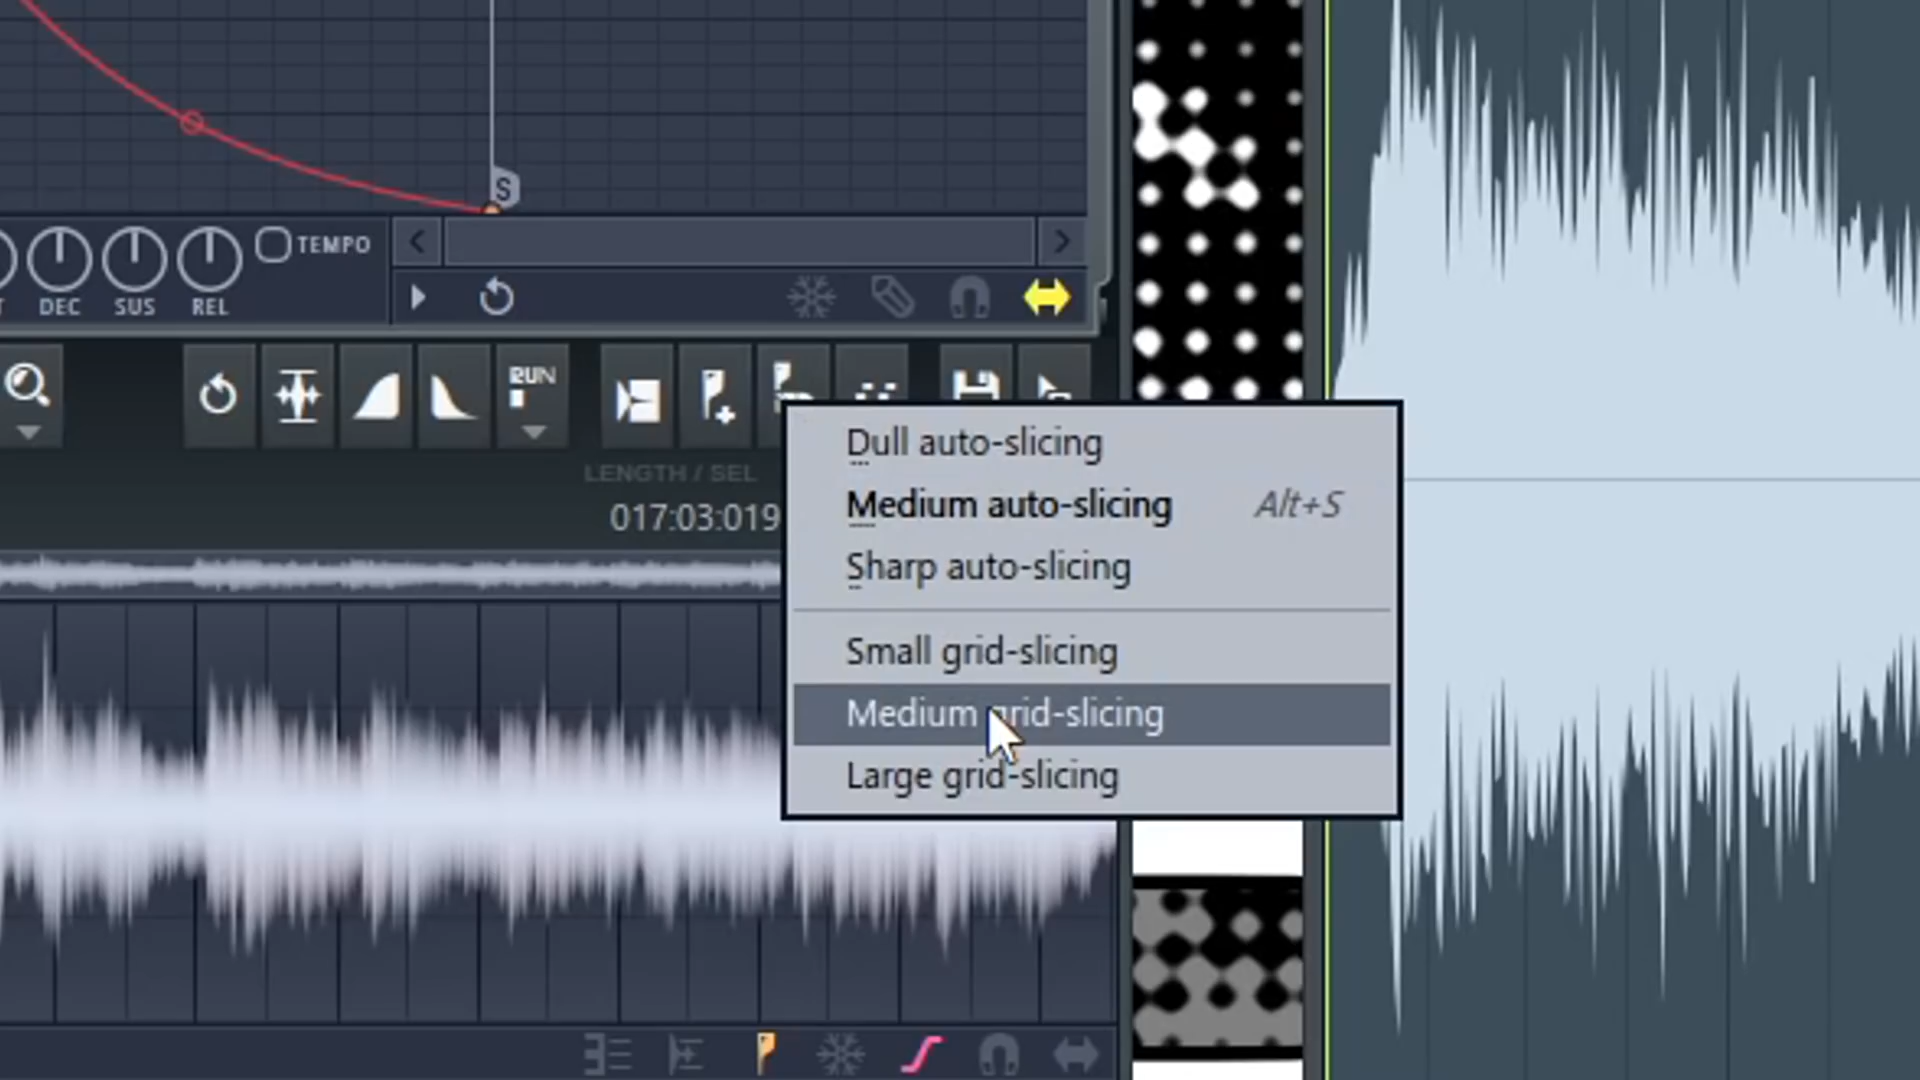 S
TEMPO
DEC SUS REL
RUN
LENGTH / SEL
017:03:019
Dull auto-slicing
Medium auto-slicing Alt+S
Sharp auto-slicing
Small grid-slicing
Medium grid-slicing
Large grid-slicing